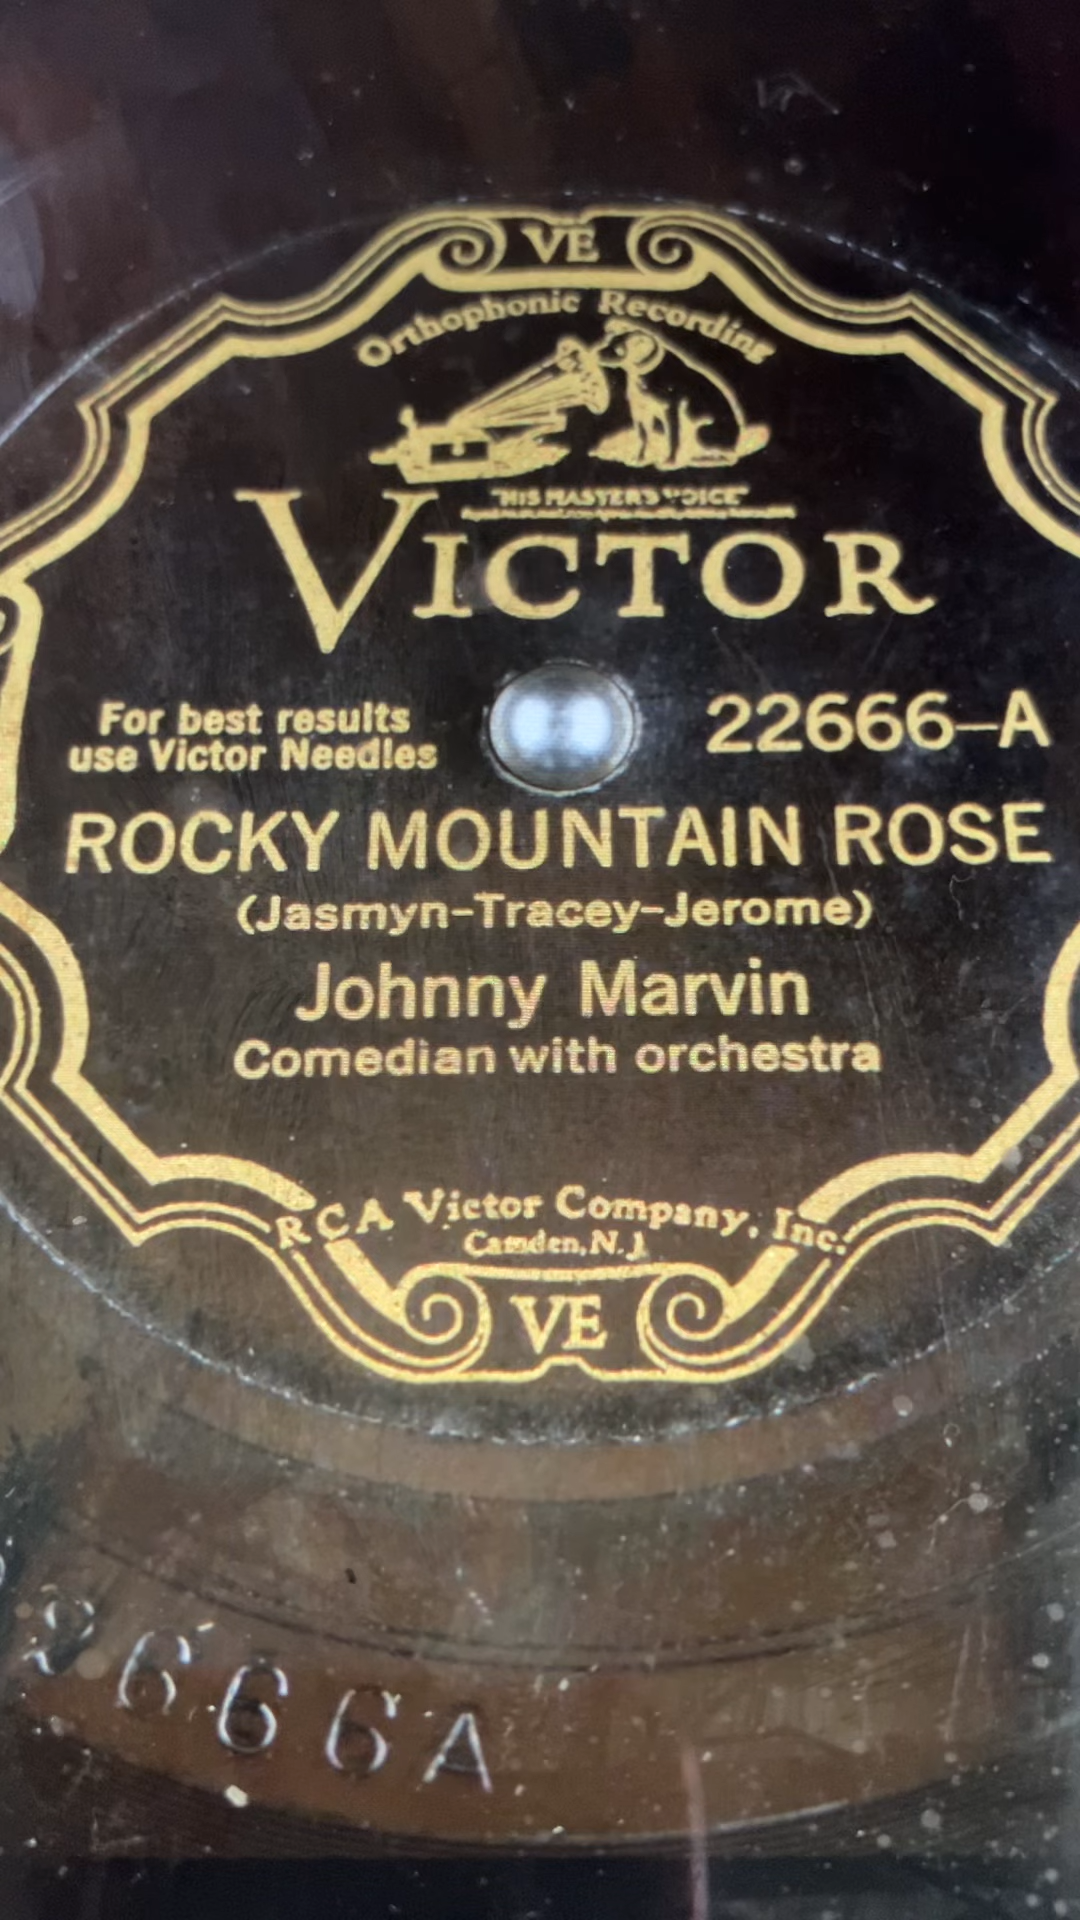 VE
Orthophonic Recording
"HIS MASTER'S VOICE"
VICTOR
For best results
use Victor Needles
22666-A
ROCKY MOUNTAIN ROSE
(Jasmyn-Tracey-Jerome)
Johnny Marvin
Comedian with orchestra
RCA Victor Company, Inc.
Camden, N. J.
VE
2666A